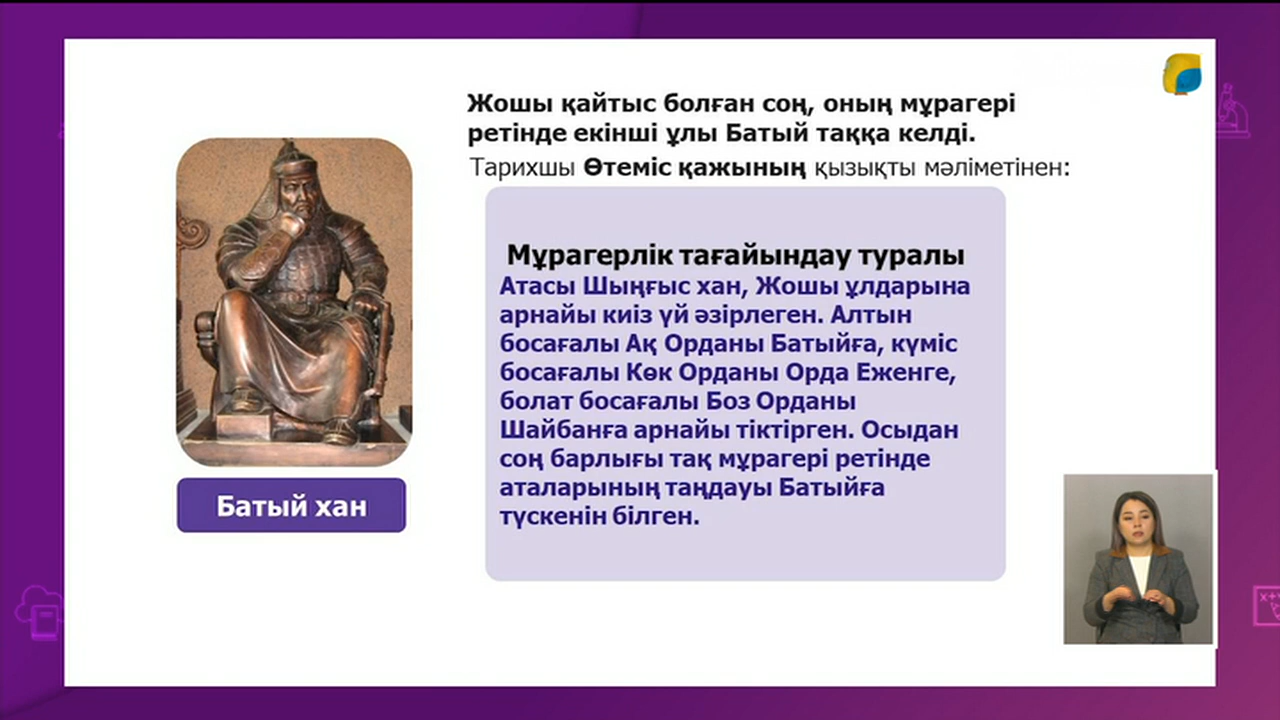 Жошы қайтыс болған соң, оның мұрагері
ретінде екінші ұлы Батый таққа келді.
Тарихшы Өтеміс қажының қызықты мәліметінен:
Мұрагерлік тағайындау туралы
Атасы Шыңғыс хан, Жошы ұлдарына
арнайы киіз үй әзірлеген. Алтын
босағалы Ақ Орданы Батыйға, күміс
босағалы Көк Орданы Орда Еженге,
болат босағалы Боз Орданы
Шайбанға арнайы тіктірген. Осыдан
соң барлығы тақ мұрагері ретінде
аталарының таңдауы Батыйға
түскенін білген.
Батый хан